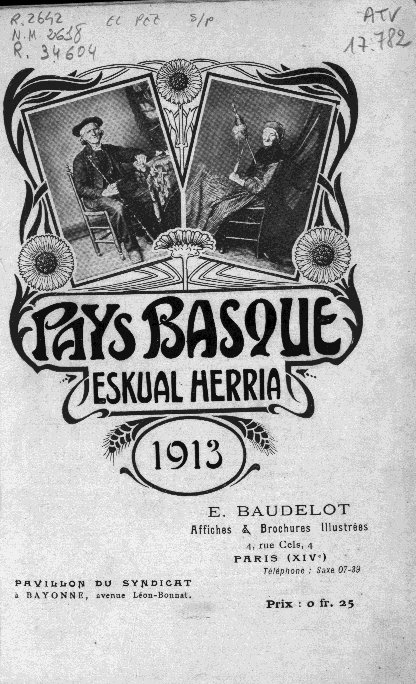 R. 2642
N.M. 2618
R. 34604
S/P
ATV
17.782
PAYS BASQUE
ESKUAL HERRIA
1913
E. BAUDELOT
Affiches & Brochures Illustrées
4, rue Cels, 4
PARIS (XIVe)
Téléphone : Saxe 07-39
PAVILLON DU SYNDICAT
à BAYONNE, avenue Léon-Bonnat.
Prix : 0 fr. 25